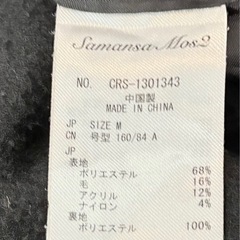 Samansa Mos2
NO. CRS-1301343
中国製
MADE IN CHINA
JP SIZE M
CN 号型 160/84 A
JP
表地
ポリエステル 68%
毛 16%
アクリル 12%
ナイロン 4%
裏地
ポリエステル 100%